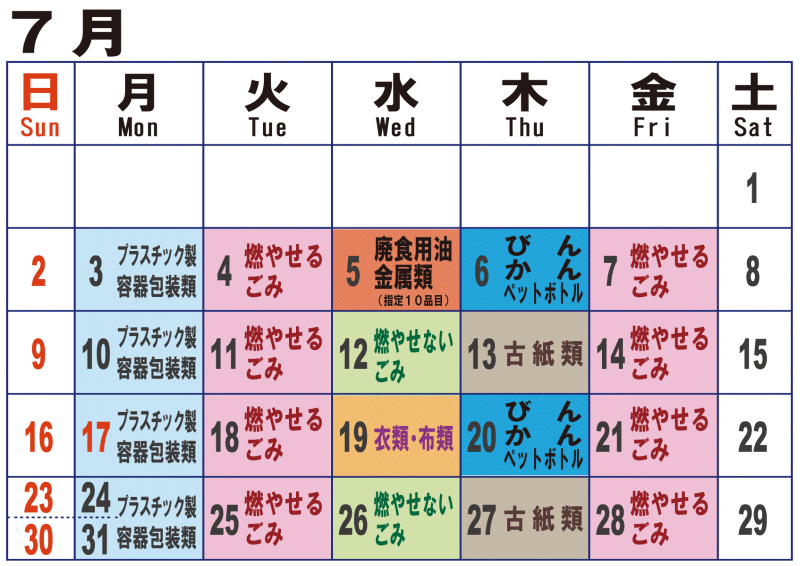 7月
日 月 火 水 木 金 土
Sun Mon Tue Wed Thu Fri Sat
1
2
3 プラスチック製
容器包装類
4 燃やせる
ごみ
5 廃食用油
金属類
（指定10品目）
6 びん
かん
ペットボトル
7 燃やせる
ごみ
8
9
10 プラスチック製
容器包装類
11 燃やせる
ごみ
12 燃やせない
ごみ
13 古紙類
14 燃やせる
ごみ
15
16
17 プラスチック製
容器包装類
18 燃やせる
ごみ
19 衣類・布類
20 びん
かん
ペットボトル
21 燃やせる
ごみ
22
23
30
24
31
プラスチック製
容器包装類
25 燃やせる
ごみ
26 燃やせない
ごみ
27 古紙類
28 燃やせる
ごみ
29